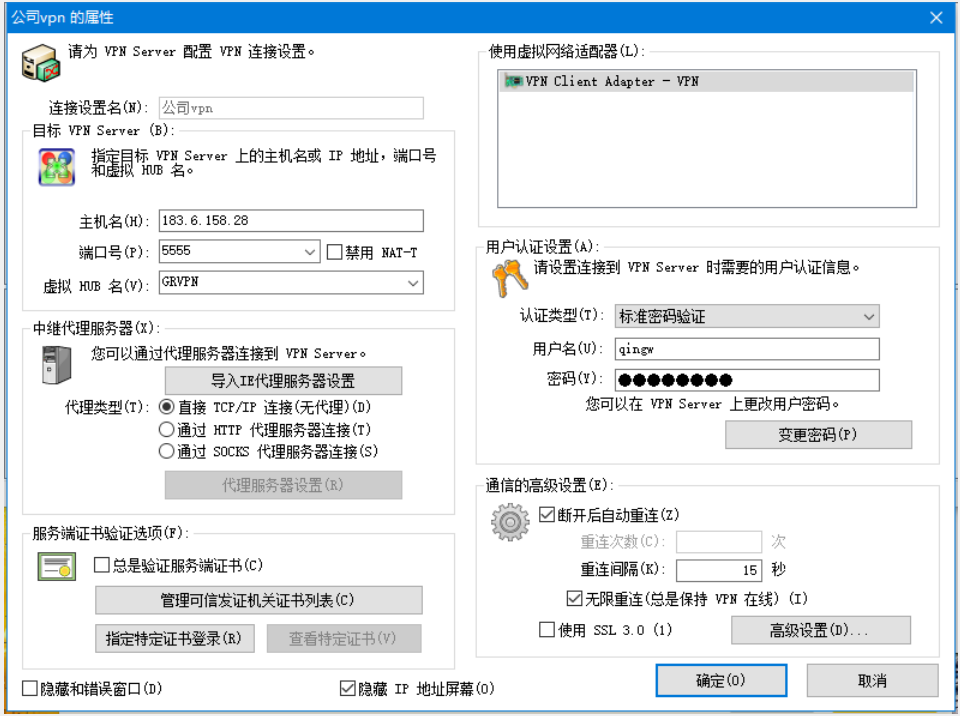 公司vpn 的属性
请为 VPN Server 配置 VPN 连接设置。
连接设置名(N): 公司vpn
目标 VPN Server (B):
指定目标 VPN Server 上的主机名或 IP 地址，端口号
和虚拟 HUB 名。
主机名(H): 183.6.158.28
端口号(P): 5555 禁用 NAT-T
虚拟 HUB 名(V): GRVPN
中继代理服务器(X):
您可以通过代理服务器连接到 VPN Server。
导入IE代理服务器设置
代理类型(T): 直接 TCP/IP 连接(无代理)(D)
通过 HTTP 代理服务器连接(T)
通过 SOCKS 代理服务器连接(S)
代理服务器设置(R)
服务端证书验证选项(F):
总是验证服务端证书(C)
管理可信发证机关证书列表(C)
指定特定证书登录(R) 查看特定证书(V)
隐藏和错误窗口(D) 隐藏 IP 地址屏幕(O)
使用虚拟网络适配器(L):
VPN Client Adapter - VPN
用户认证设置(A):
请设置连接到 VPN Server 时需要的用户认证信息。
认证类型(T): 标准密码验证
用户名(U): qingw
密码(Y): ●●●●●●●●
您可以在 VPN Server 上更改用户密码。
变更密码(P)
通信的高级设置(E):
断开后自动重连(Z)
重连次数(C): 次
重连间隔(K): 15 秒
无限重连(总是保持 VPN 在线) (I)
使用 SSL 3.0 (1) 高级设置(D)...
确定(O) 取消